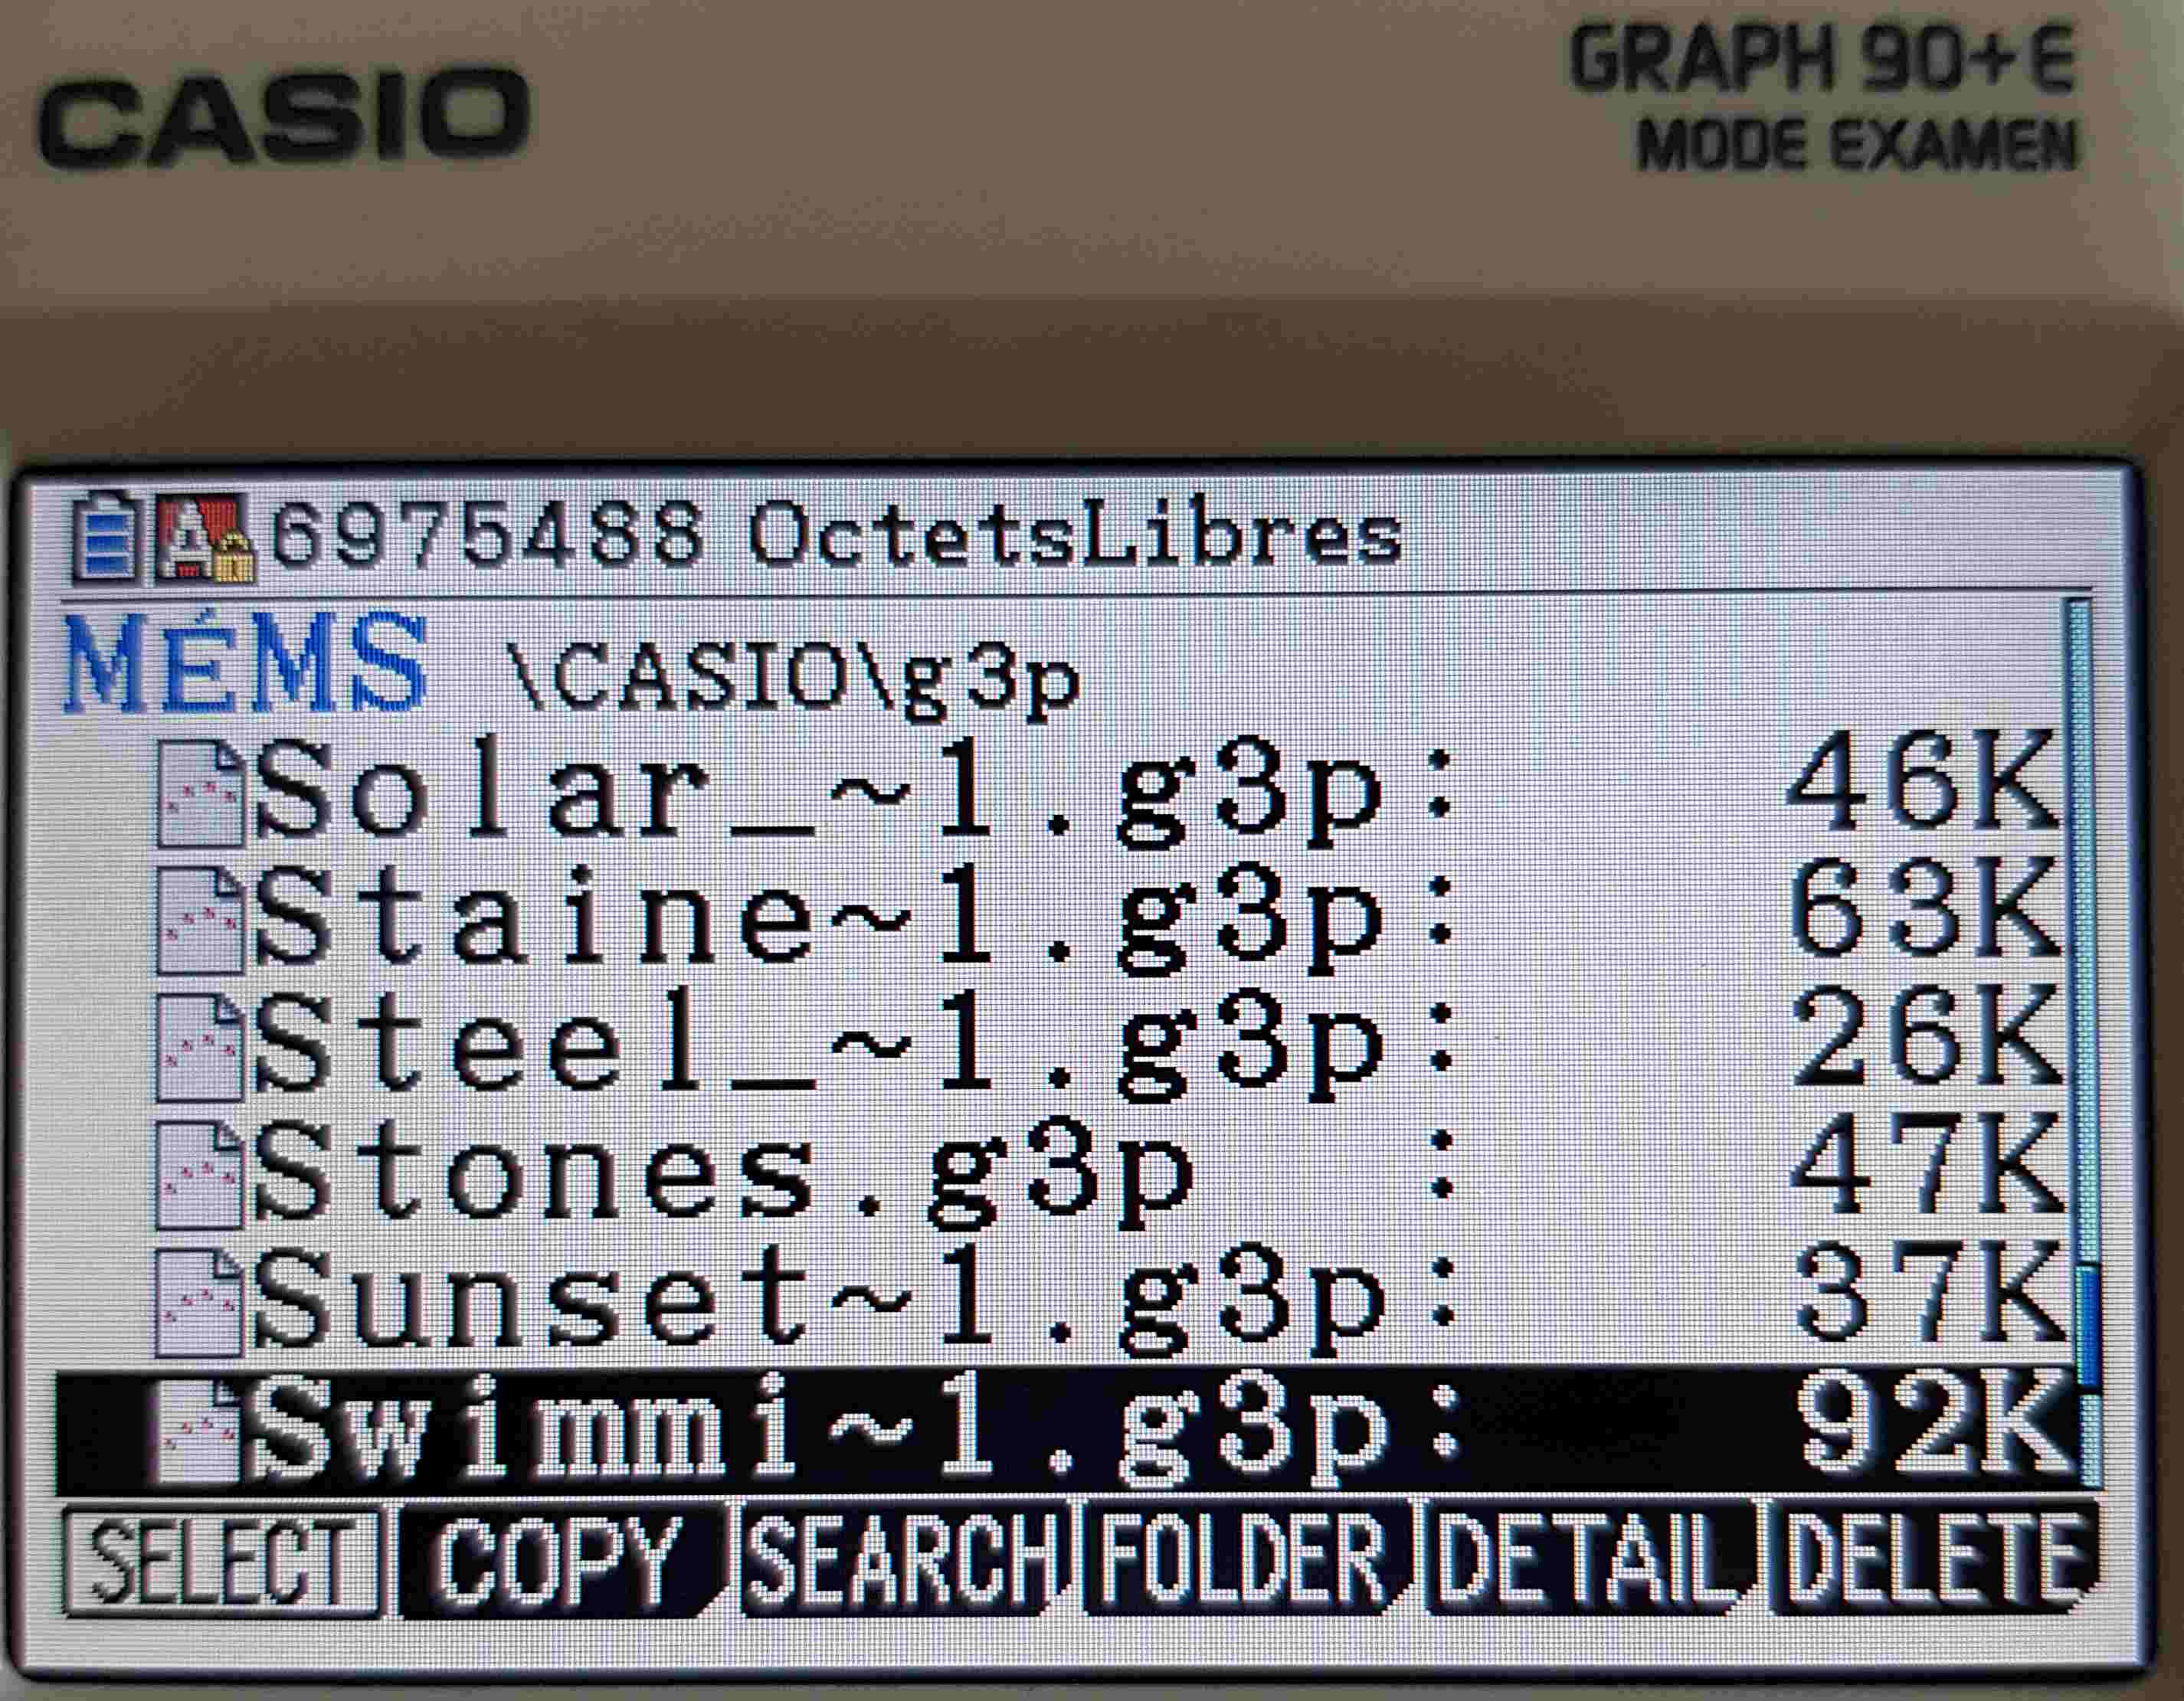 CASIO
GRAPH 90+E
MODE EXAMEN
6975488 OctetsLibres
MÉMS \CASIO\g3p
Solar_~1.g3p: 46K
Staine~1.g3p: 63K
Steel_~1.g3p: 26K
Stones.g3p : 47K
Sunset~1.g3p: 37K
Swimmi~1.g3p: 92K
SELECT COPY SEARCH FOLDER DETAIL DELETE